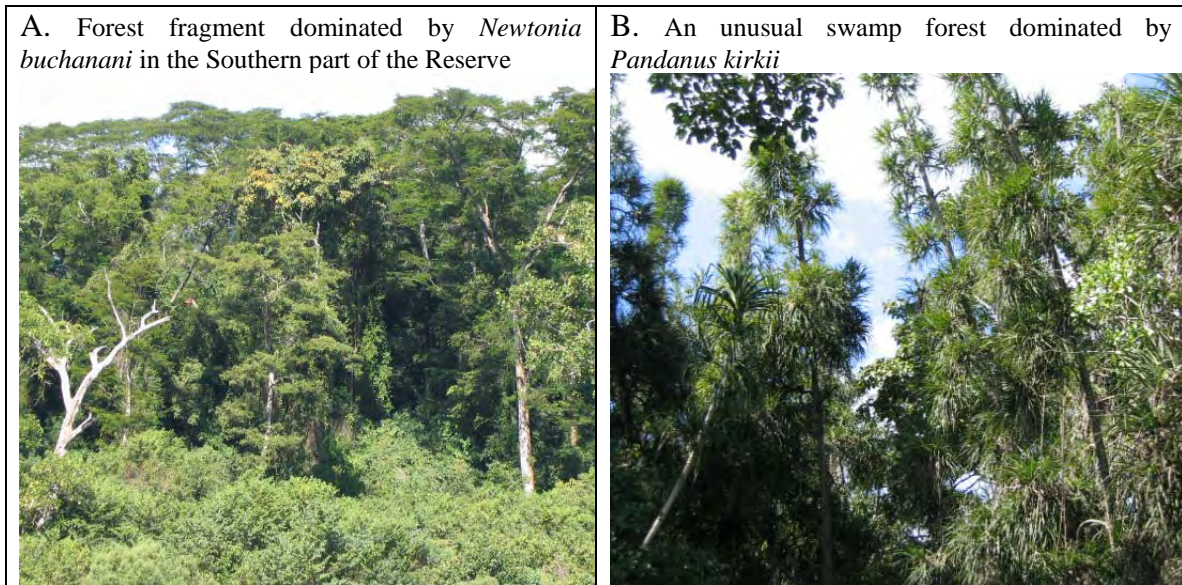 A. Forest fragment dominated by Newtonia
buchanani in the Southern part of the Reserve
B. An unusual swamp forest dominated by
Pandanus kirkii